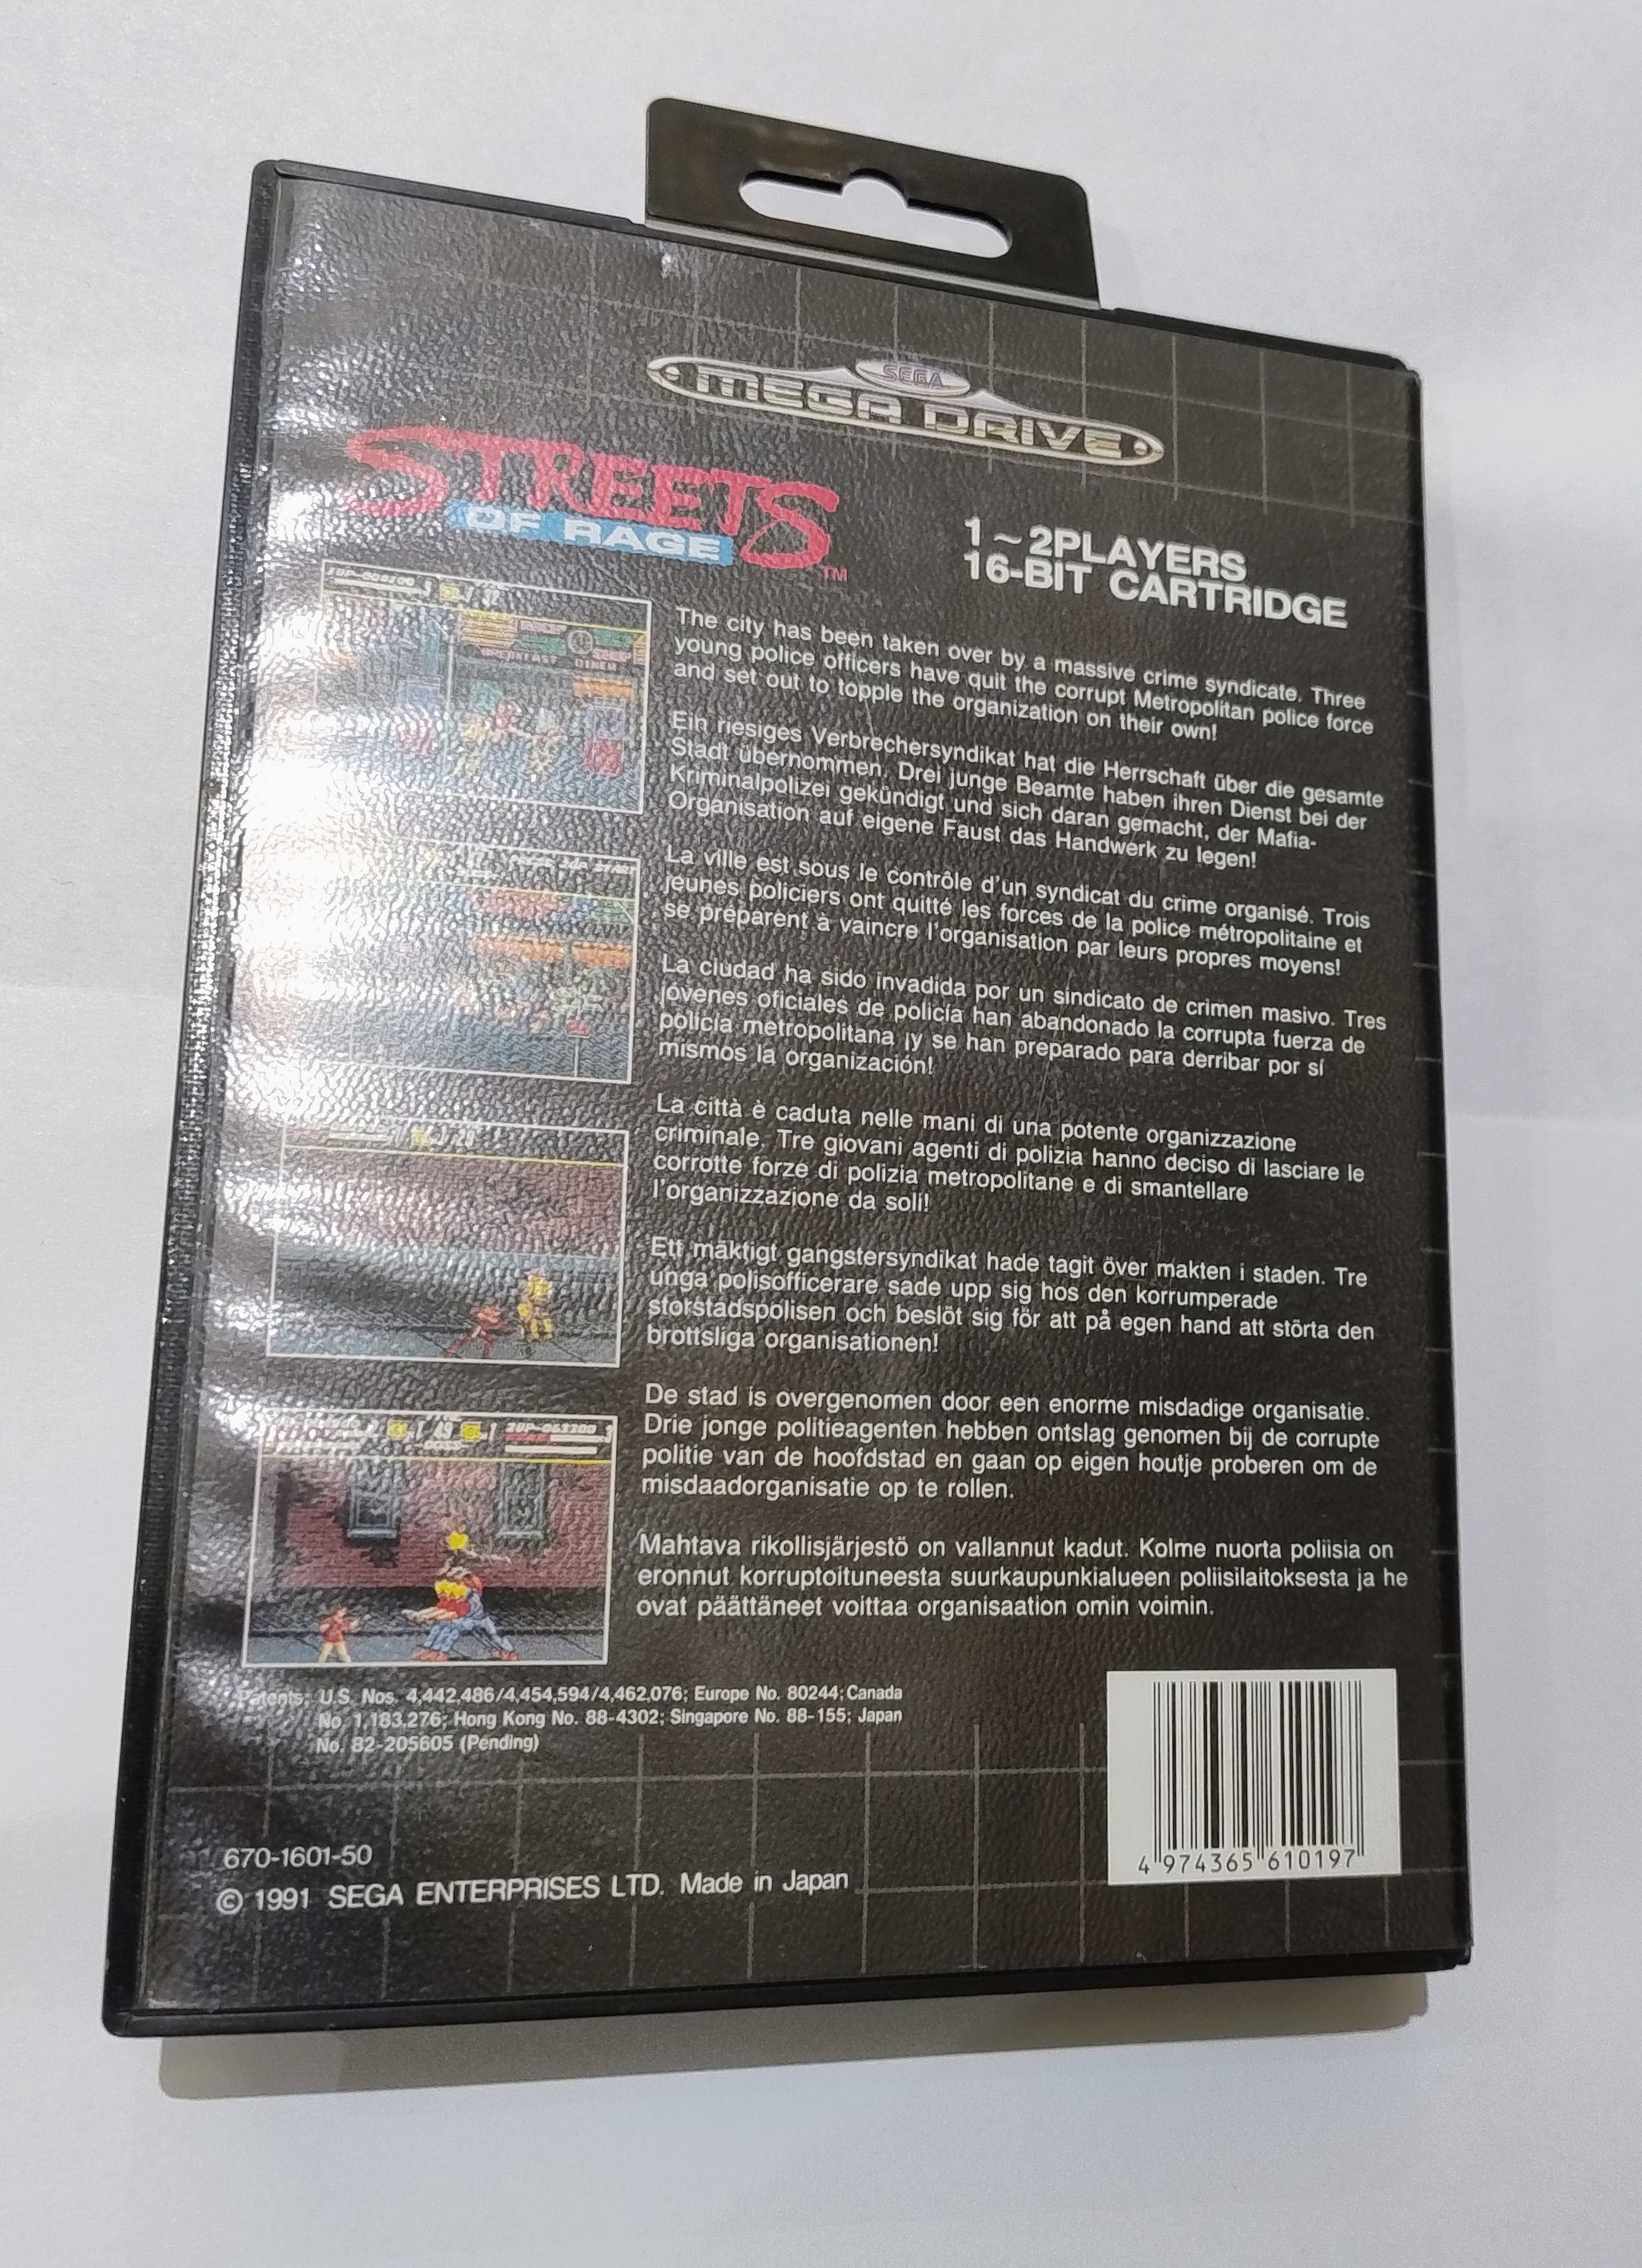 SEGA
MEGA DRIVE
STREETS
OF RAGE
TM
1~2PLAYERS
16-BIT CARTRIDGE
The city has been taken over by a massive crime syndicate. Three
young police officers have quit the corrupt Metropolitan police force
and set out to topple the organization on their own!
Ein riesiges Verbrechersyndikat hat die Herrschaft über die gesamte
Stadt übernommen. Drei junge Beamte haben ihren Dienst bei der
Kriminalpolizei gekündigt und sich daran gemacht, der Mafia-
Organisation auf eigene Faust das Handwerk zu legen!
La ville est sous le contrôle d'un syndicat du crime organisé. Trois
jeunes policiers ont quitté les forces de la police métropolitaine et
se préparent à vaincre l'organisation par leurs propres moyens!
La ciudad ha sido invadida por un sindicato de crimen masivo. Tres
jóvenes oficiales de policía han abandonado la corrupta fuerza de
policía metropolitana ¡y se han preparado para derribar por sí
mismos la organización!
La città è caduta nelle mani di una potente organizzazione
criminale. Tre giovani agenti di polizia hanno deciso di lasciare le
corrotte forze di polizia metropolitane e di smantellare
l'organizzazione da soli!
Ett mäktigt gangstersyndikat hade tagit över makten i staden. Tre
unga polisofficerare sade upp sig hos den korrumperade
storstadspolisen och beslöt sig för att på egen hand att störta den
brottsliga organisationen!
De stad is overgenomen door een enorme misdadige organisatie.
Drie jonge politieagenten hebben ontslag genomen bij de corrupte
politie van de hoofdstad en gaan op eigen houtje proberen om de
misdaadorganisatie op te rollen.
Mahtava rikollisjärjestö on vallannut kadut. Kolme nuorta poliisia on
eronnut korruptoituneesta suurkaupunkialueen poliisilaitoksesta ja he
ovat päättäneet voittaa organisaation omin voimin.
BREAKFAST DINER
Patents: U.S. Nos. 4,442,486/4,454,594/4,462,076; Europe No. 80244; Canada
No. 1,183,276; Hong Kong No. 88-4302; Singapore No. 88-155; Japan
No. 82-205605 (Pending)
670-1601-50
© 1991 SEGA ENTERPRISES LTD. Made in Japan
4 974365 610197